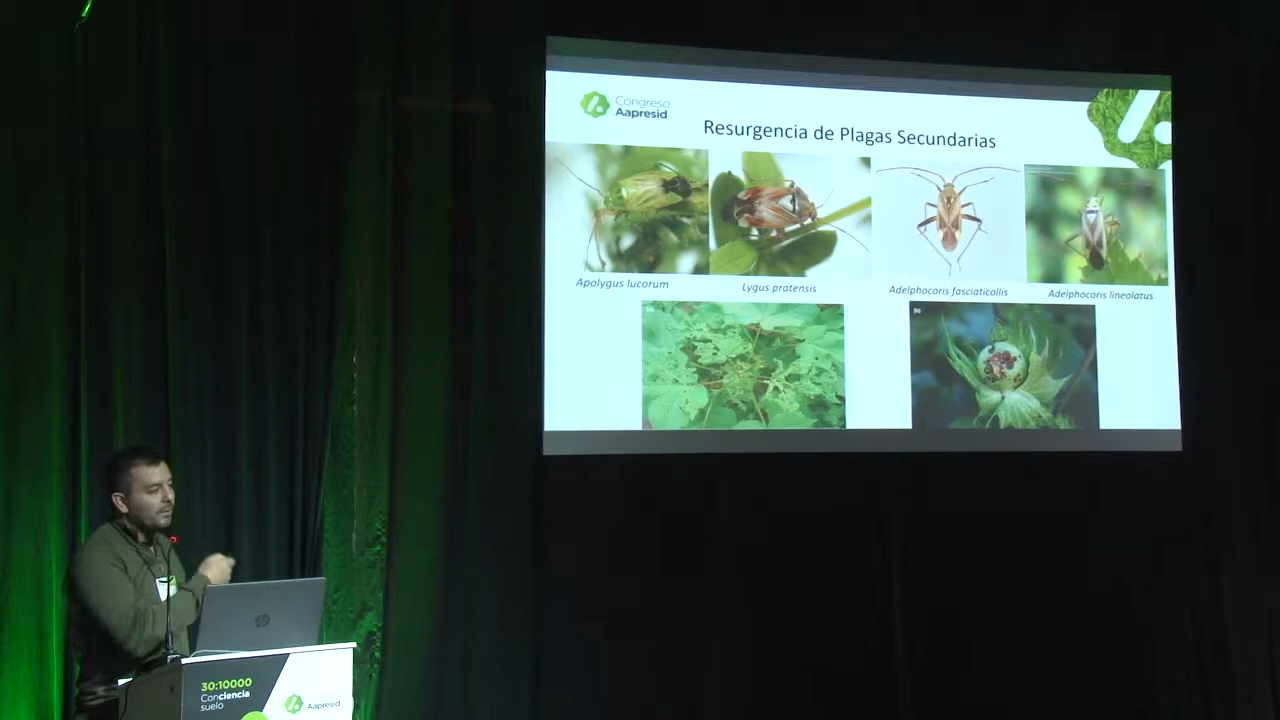 Congreso
Aapresid
Resurgencia de Plagas Secundarias
Apolygus lucorum
Lygus pratensis
Adelphocoris fasciaticollis
Adelphocoris lineolatus
(b)
hp
30:10000
Conciencia
suelo
Aapresid